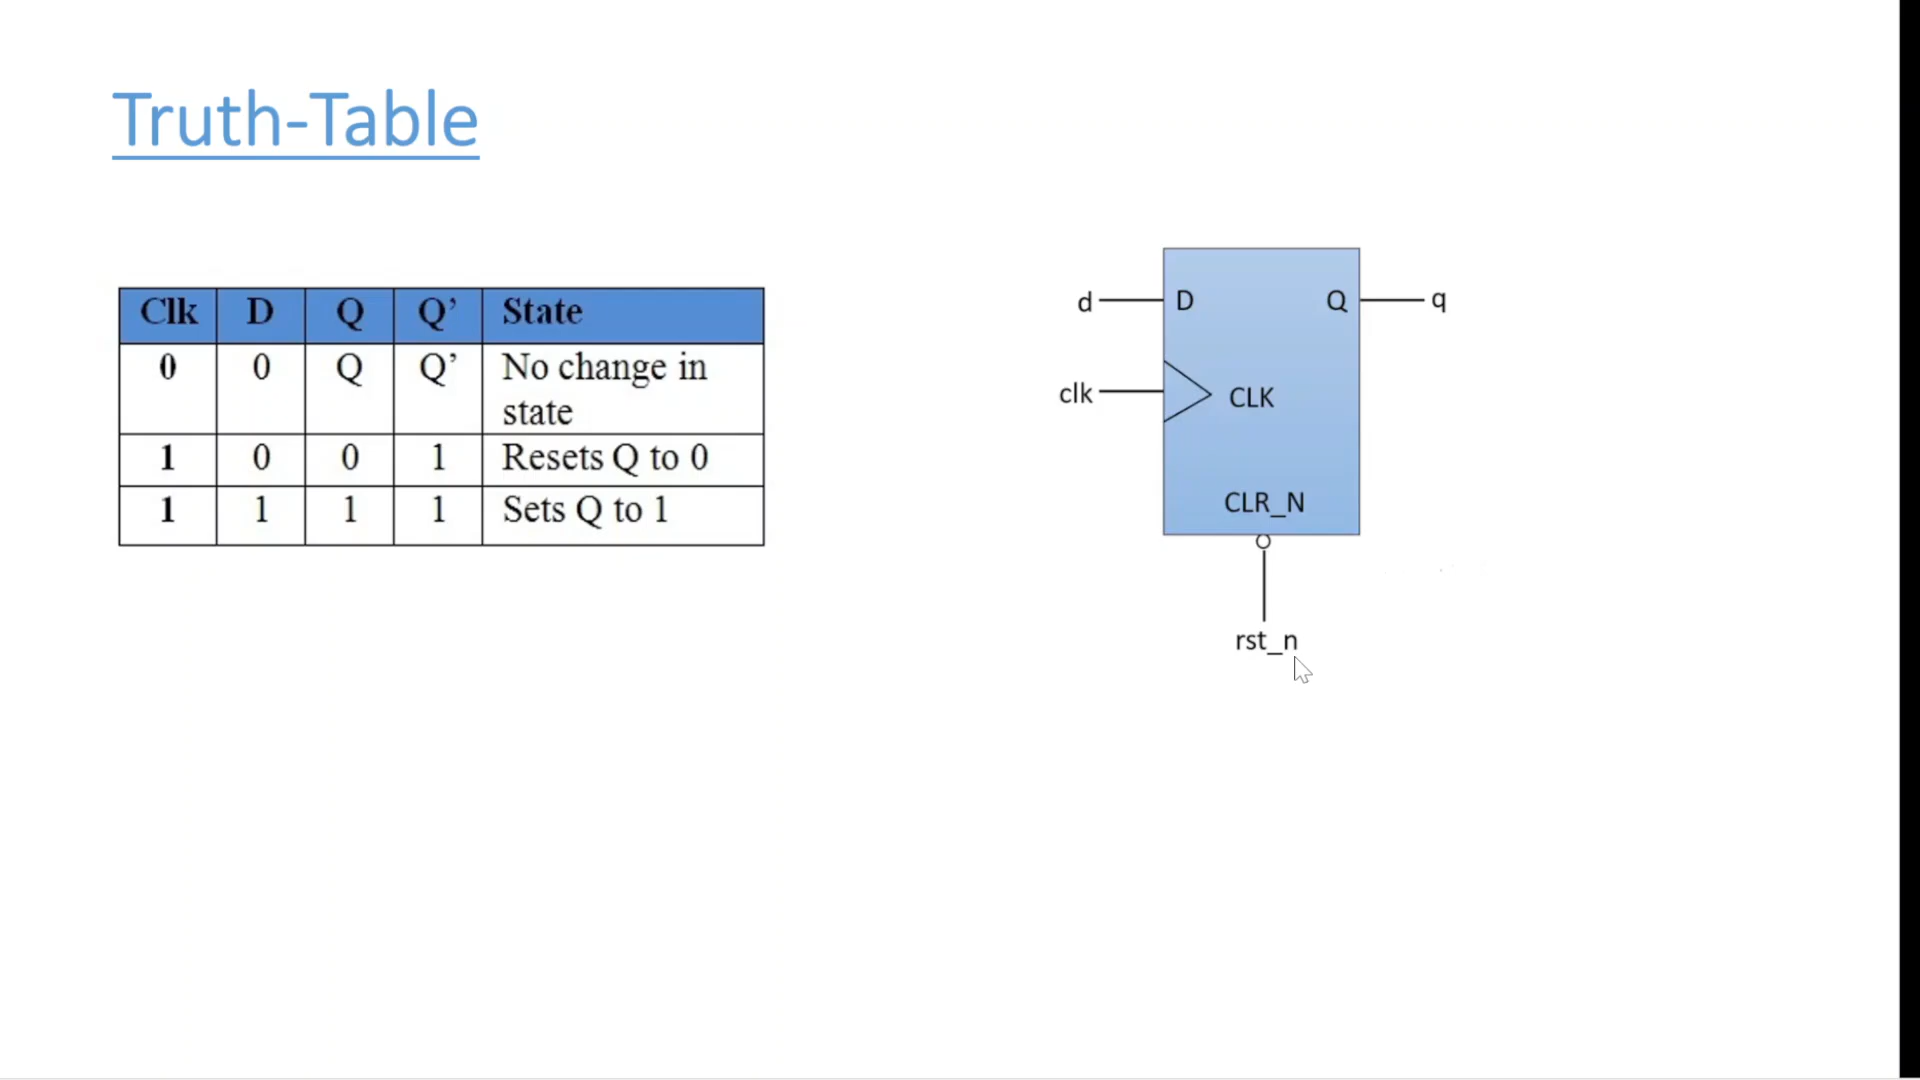 Truth-Table
Clk D Q Q’ State
0 0 Q Q’ No change in
state
1 0 0 1 Resets Q to 0
1 1 1 1 Sets Q to 1
d D Q q
clk CLK
CLR_N
rst_n